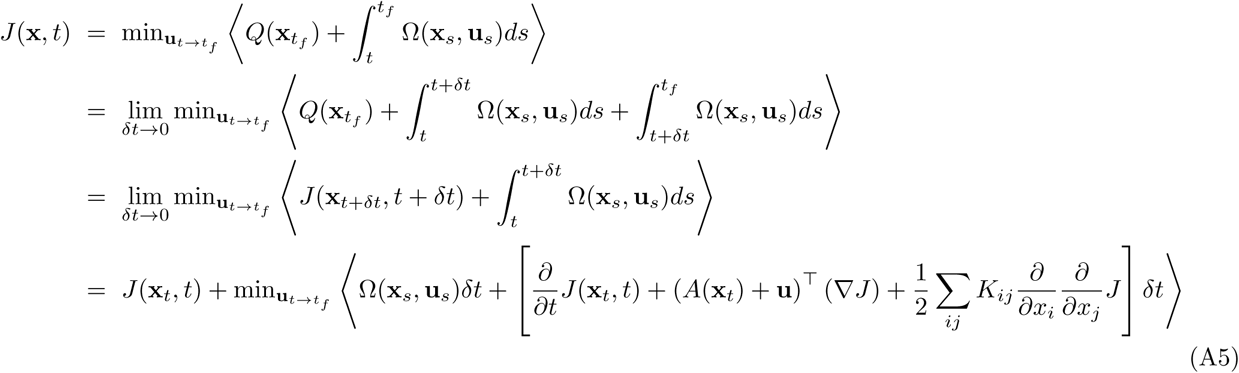 J(𝐱, t) = min_{𝐮_{t→t_f}} ⟨ Q(𝐱_{t_f}) + ∫_t^{t_f} Ω(𝐱_s, 𝐮_s)ds ⟩
= lim_{δt→0} min_{𝐮_{t→t_f}} ⟨ Q(𝐱_{t_f}) + ∫_t^{t+δt} Ω(𝐱_s, 𝐮_s)ds + ∫_{t+δt}^{t_f} Ω(𝐱_s, 𝐮_s)ds ⟩
= lim_{δt→0} min_{𝐮_{t→t_f}} ⟨ J(𝐱_{t+δt}, t + δt) + ∫_t^{t+δt} Ω(𝐱_s, 𝐮_s)ds ⟩
= J(𝐱_t, t) + min_{𝐮_{t→t_f}} ⟨ Ω(𝐱_s, 𝐮_s)δt + [ ∂/∂t J(𝐱_t, t) + (A(𝐱_t) + 𝐮)^⊤ (∇J) + 1/2 ∑_{ij} K_{ij} ∂/∂x_i ∂/∂x_j J ] δt ⟩
(A5)